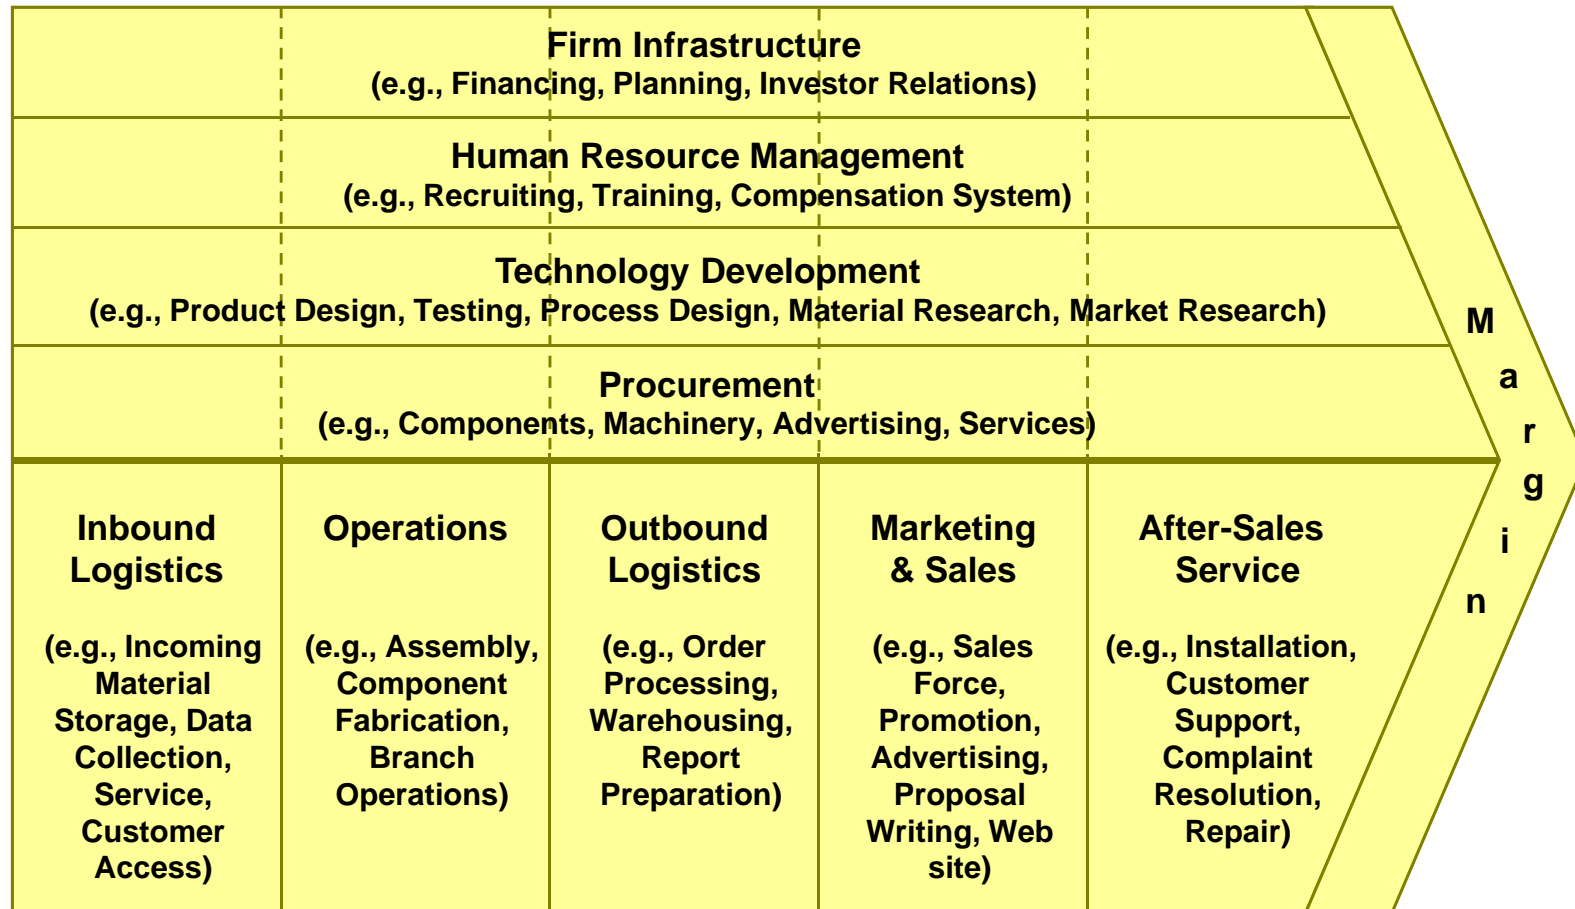 Firm Infrastructure
(e.g., Financing, Planning, Investor Relations)
Human Resource Management
(e.g., Recruiting, Training, Compensation System)
Technology Development
(e.g., Product Design, Testing, Process Design, Material Research, Market Research)
Procurement
(e.g., Components, Machinery, Advertising, Services)
Inbound
Logistics
(e.g., Incoming
Material
Storage, Data
Collection,
Service,
Customer
Access)
Operations
(e.g., Assembly,
Component
Fabrication,
Branch
Operations)
Outbound
Logistics
(e.g., Order
Processing,
Warehousing,
Report
Preparation)
Marketing
& Sales
(e.g., Sales
Force,
Promotion,
Advertising,
Proposal
Writing, Web
site)
After-Sales
Service
(e.g., Installation,
Customer
Support,
Complaint
Resolution,
Repair)
M
a
r
g
i
n